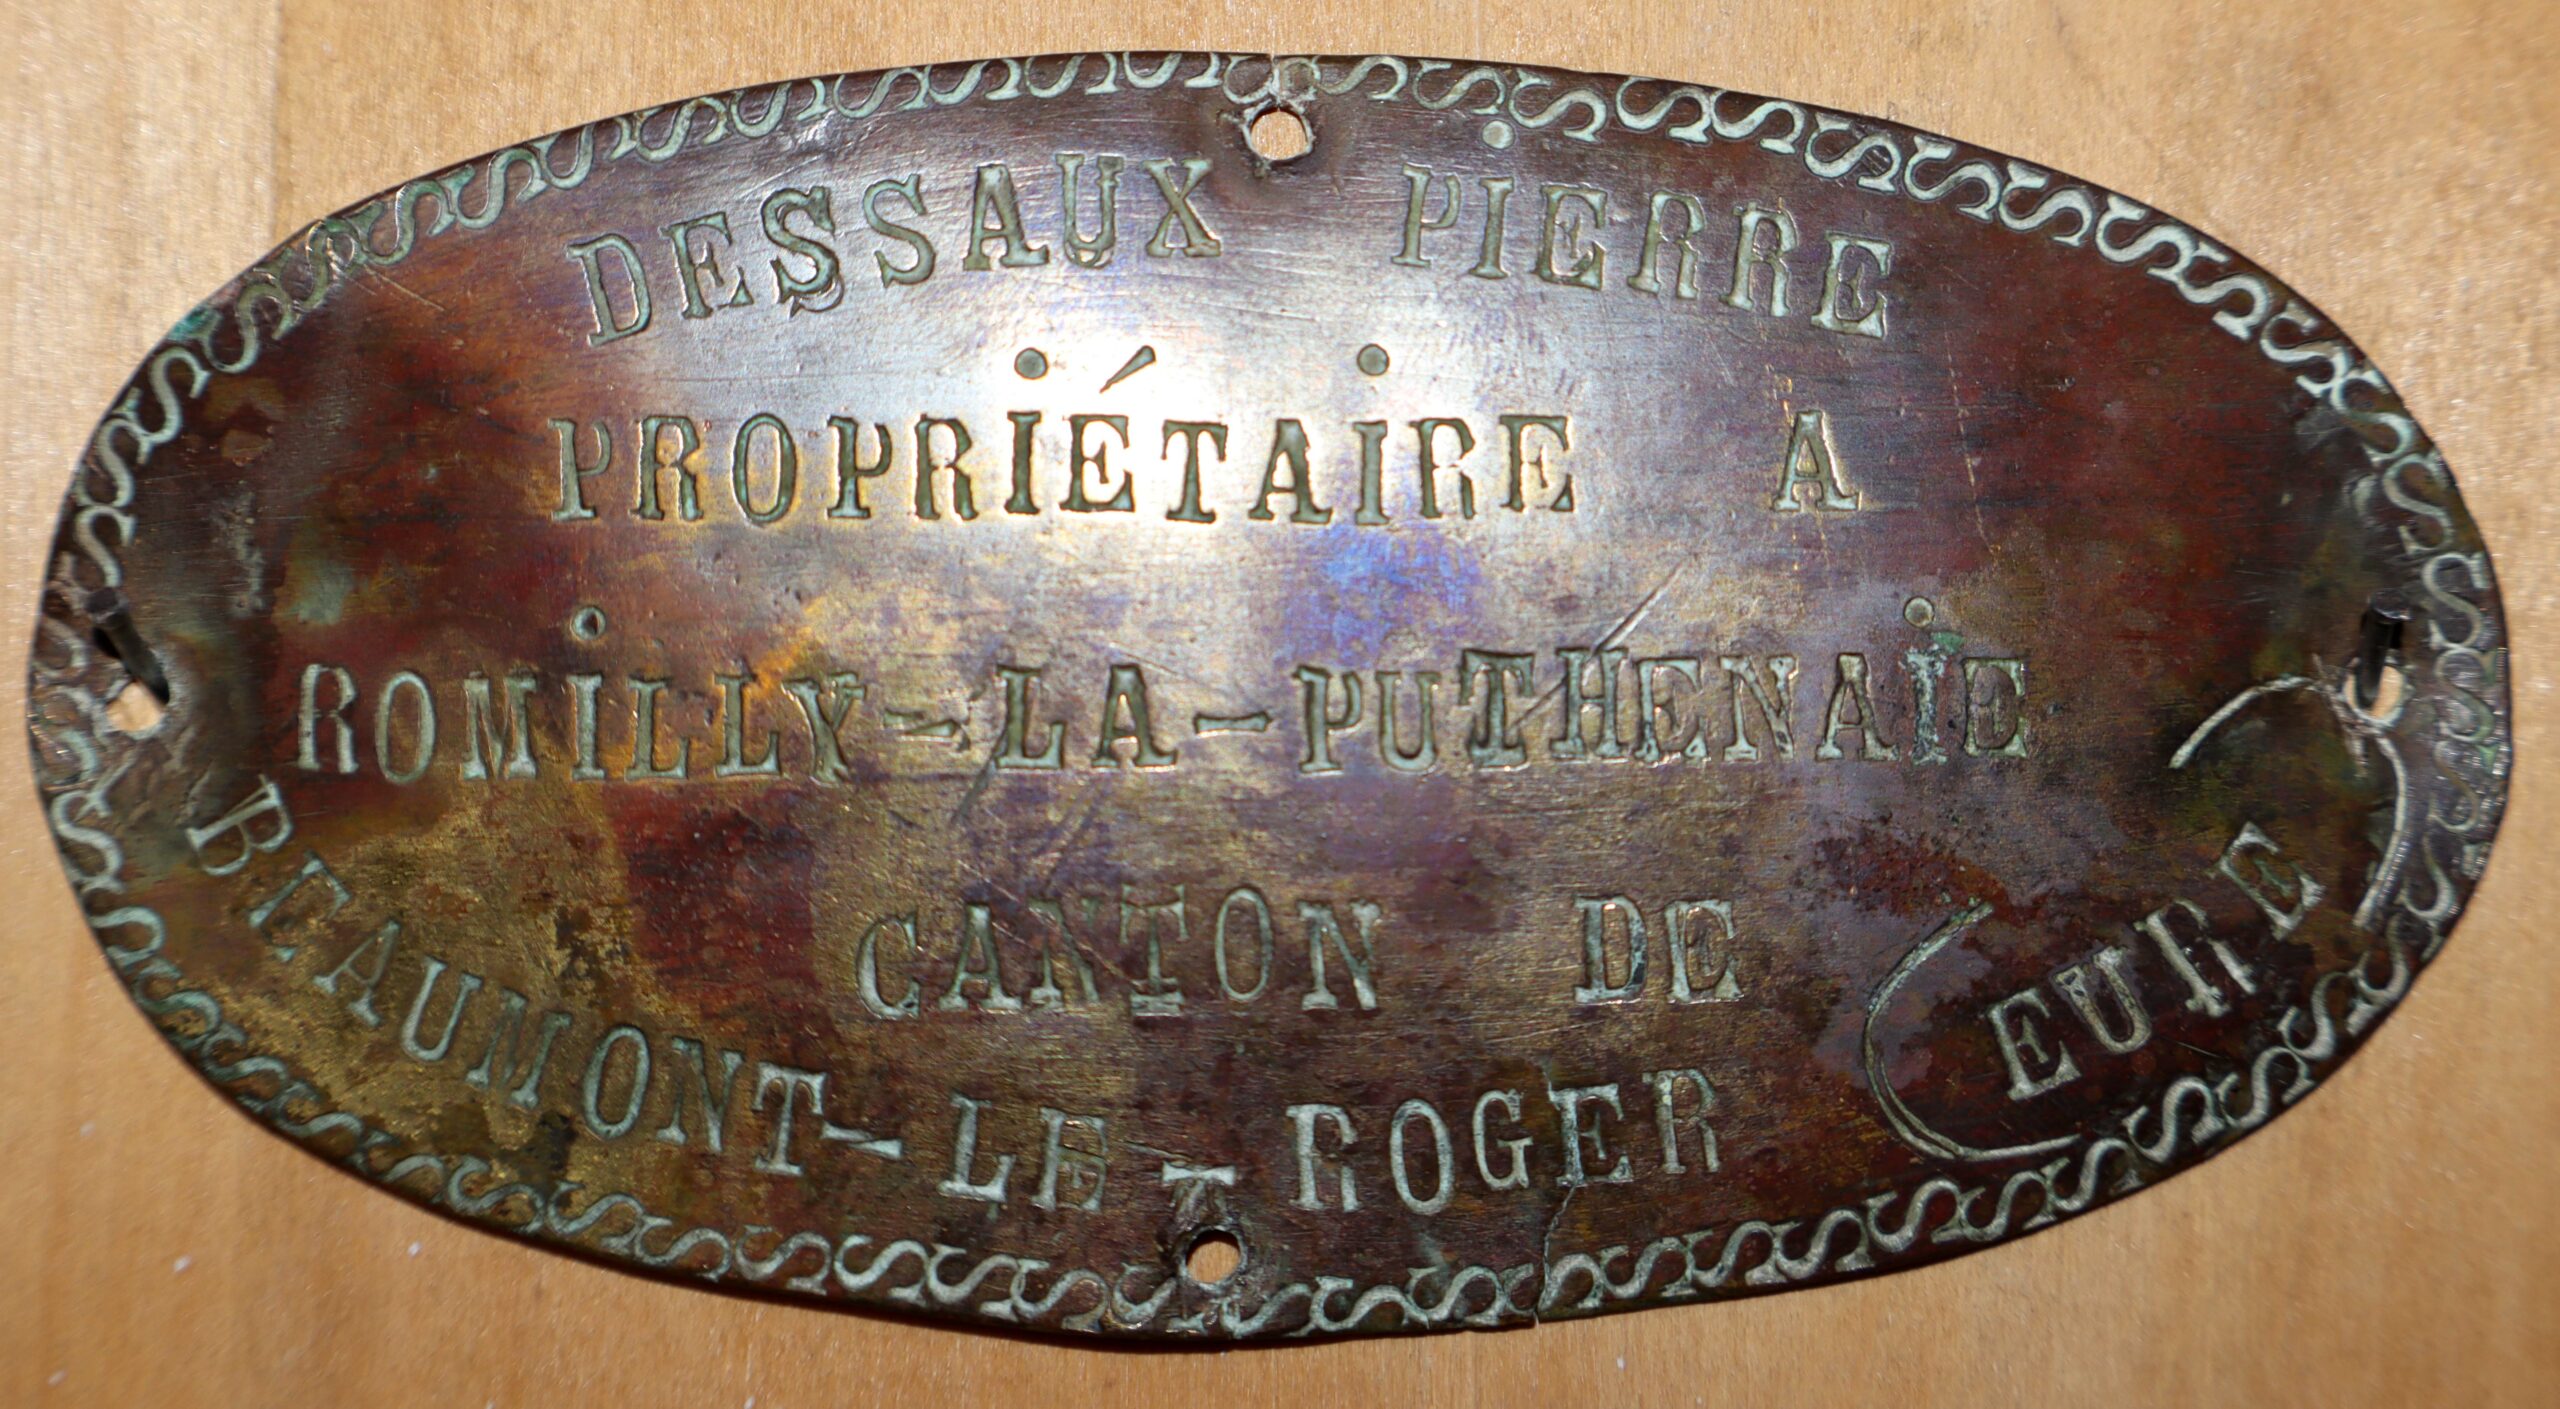 DESSAUX PIERRE
PROPRIÉTAIRE A
ROMILLY-LA-PUTHENAIE
CANTON DE
BEAUMONT-LE-ROGER
EURE